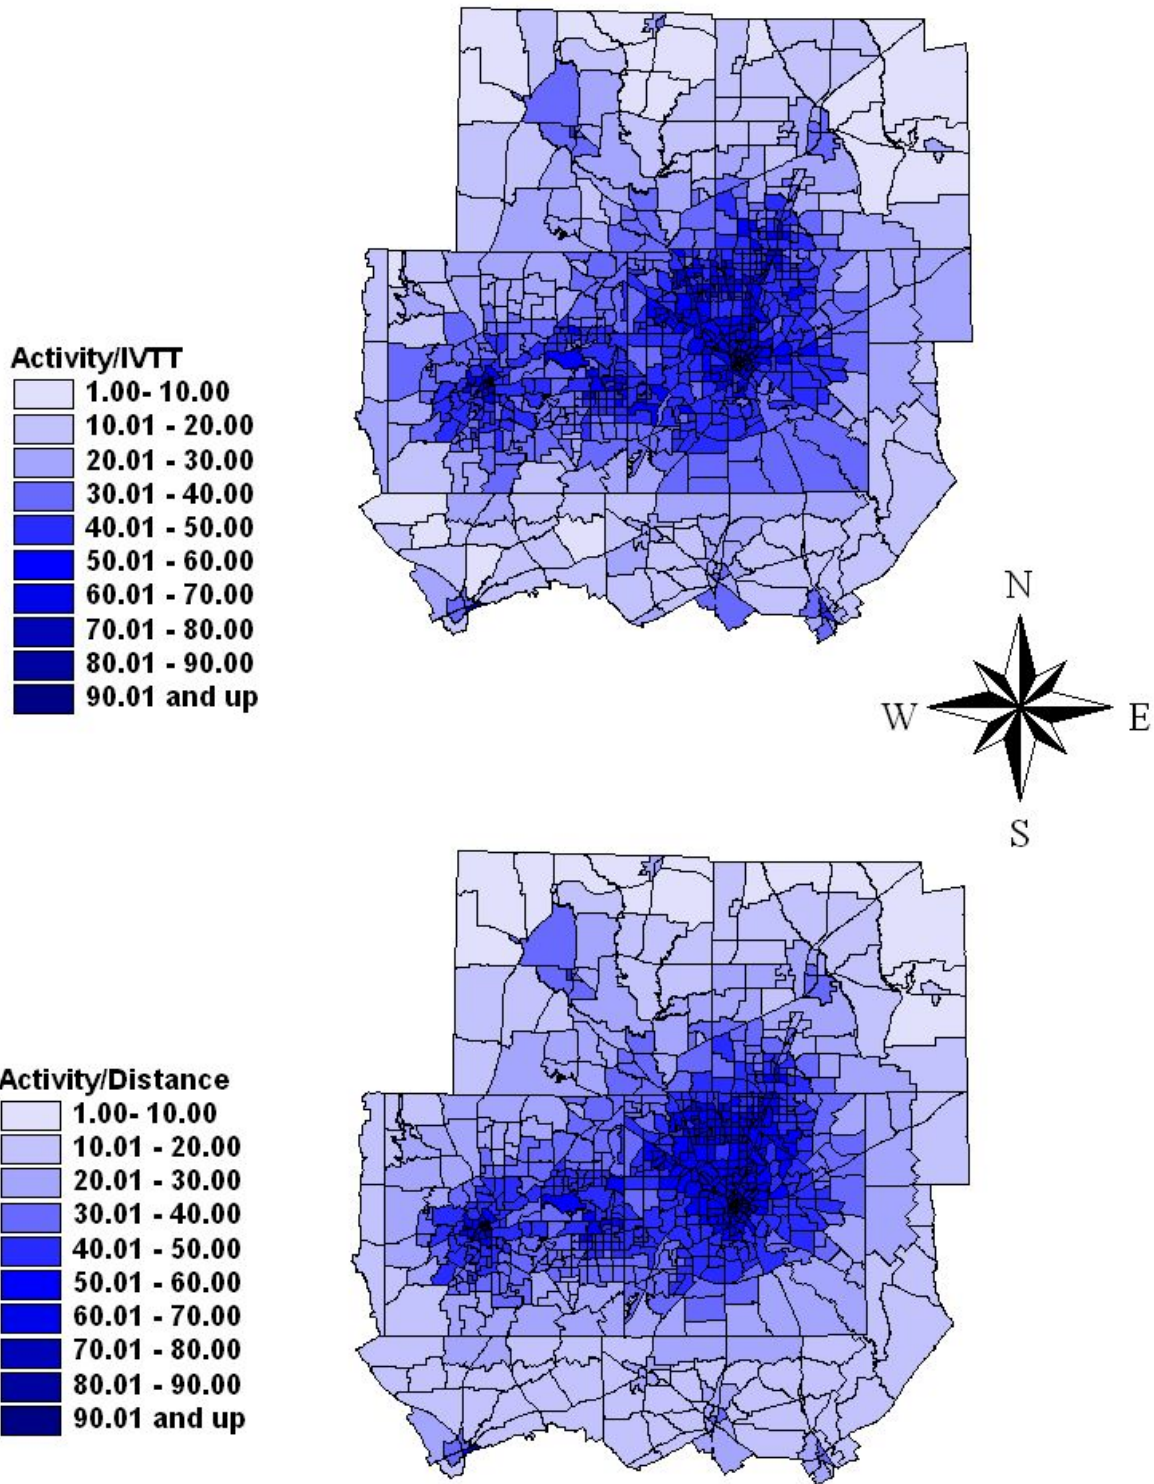 Activity/IVTT
1.00- 10.00
10.01 - 20.00
20.01 - 30.00
30.01 - 40.00
40.01 - 50.00
50.01 - 60.00
60.01 - 70.00
70.01 - 80.00
80.01 - 90.00
90.01 and up
N
W E
S
Activity/Distance
1.00- 10.00
10.01 - 20.00
20.01 - 30.00
30.01 - 40.00
40.01 - 50.00
50.01 - 60.00
60.01 - 70.00
70.01 - 80.00
80.01 - 90.00
90.01 and up